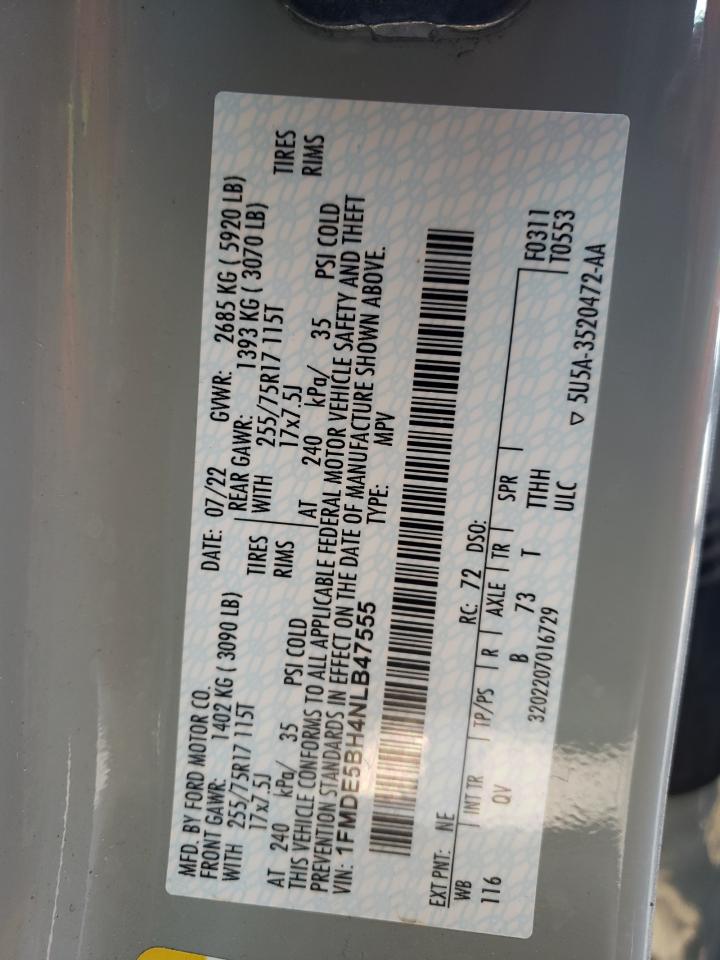 MFD. BY FORD MOTOR CO. DATE: 07/22 GVWR: 2685 KG ( 5920 LB)
FRONT GAWR: 1402 KG ( 3090 LB) REAR GAWR: 1393 KG ( 3070 LB)
WITH 255/75R17 115T TIRES WITH 255/75R17 115T TIRES
17x7.5J RIMS 17x7.5J RIMS
AT 240 kPa/ 35 PSI COLD AT 240 kPa/ 35 PSI COLD
THIS VEHICLE CONFORMS TO ALL APPLICABLE FEDERAL MOTOR VEHICLE SAFETY AND THEFT
PREVENTION STANDARDS IN EFFECT ON THE DATE OF MANUFACTURE SHOWN ABOVE.
VIN: 1FMDE5BH4NLB47555 TYPE: MPV
EXT PNT: NE RC: 72 DSO:
WB INT TR TP/PS R AXLE TR SPR F0311
116 QV B 73 T TTHH T0553
3202207016729 ULC
5U5A-3520472-AA